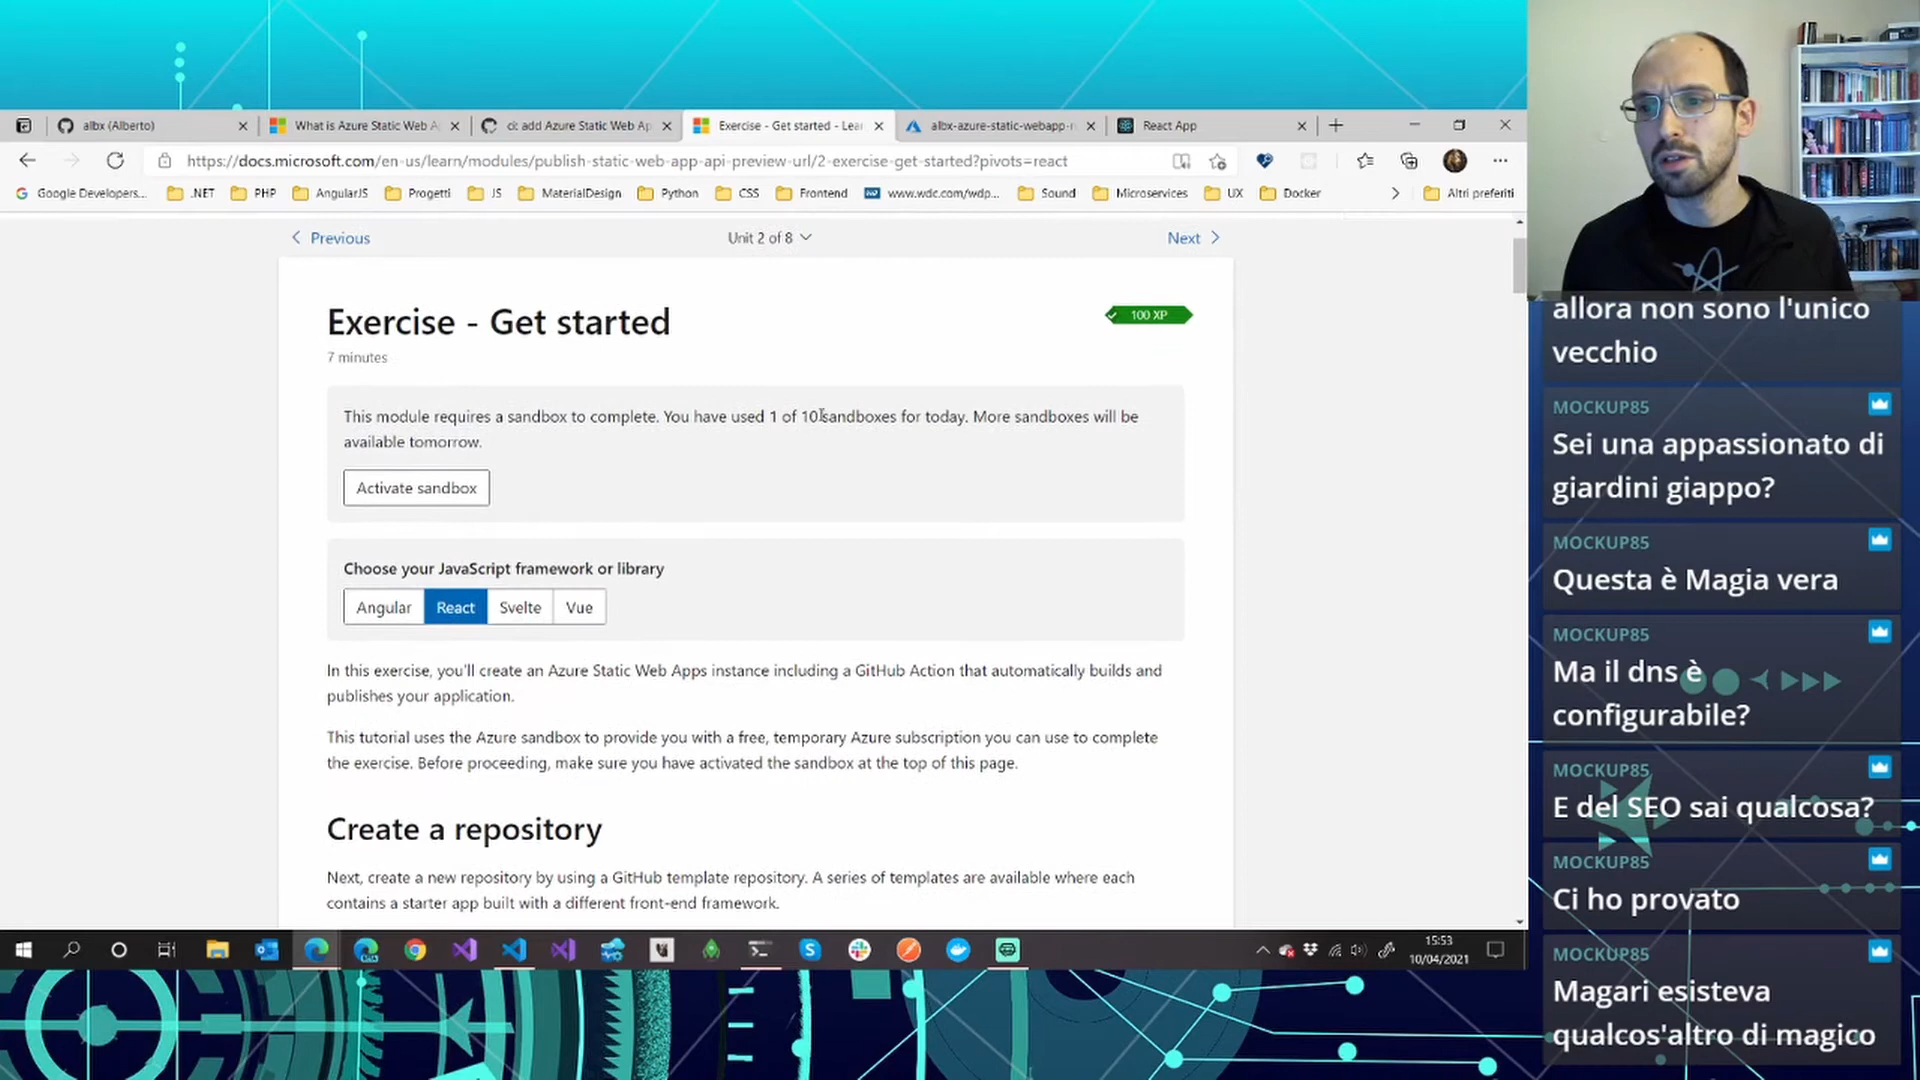 albx (Alberto)
What is Azure Static Web A
ci: add Azure Static Web Ap
Exercise - Get started - Lea
albx-azure-static-webapp-r
React App
https://docs.microsoft.com/en-us/learn/modules/publish-static-web-app-api-preview-url/2-exercise-get-started?pivots=react
Google Developers...
.NET
PHP
AngularJS
Progetti
JS
MaterialDesign
Python
CSS
Frontend
www.wdc.com/wdp...
Sound
Microservices
UX
Docker
Altri preferiti
Previous
Unit 2 of 8
Next
Exercise - Get started
100 XP
7 minutes
This module requires a sandbox to complete. You have used 1 of 10 sandboxes for today. More sandboxes will be
available tomorrow.
Activate sandbox
Choose your JavaScript framework or library
Angular
React
Svelte
Vue
In this exercise, you'll create an Azure Static Web Apps instance including a GitHub Action that automatically builds and
publishes your application.
This tutorial uses the Azure sandbox to provide you with a free, temporary Azure subscription you can use to complete
the exercise. Before proceeding, make sure you have activated the sandbox at the top of this page.
Create a repository
Next, create a new repository by using a GitHub template repository. A series of templates are available where each
contains a starter app built with a different front-end framework.
15:53
10/04/2021
allora non sono l'unico
vecchio
MOCKUP85
Sei una appassionato di
giardini giappo?
MOCKUP85
Questa è Magia vera
MOCKUP85
Ma il dns è
configurabile?
MOCKUP85
E del SEO sai qualcosa?
MOCKUP85
Ci ho provato
MOCKUP85
Magari esisteva
qualcos'altro di magico